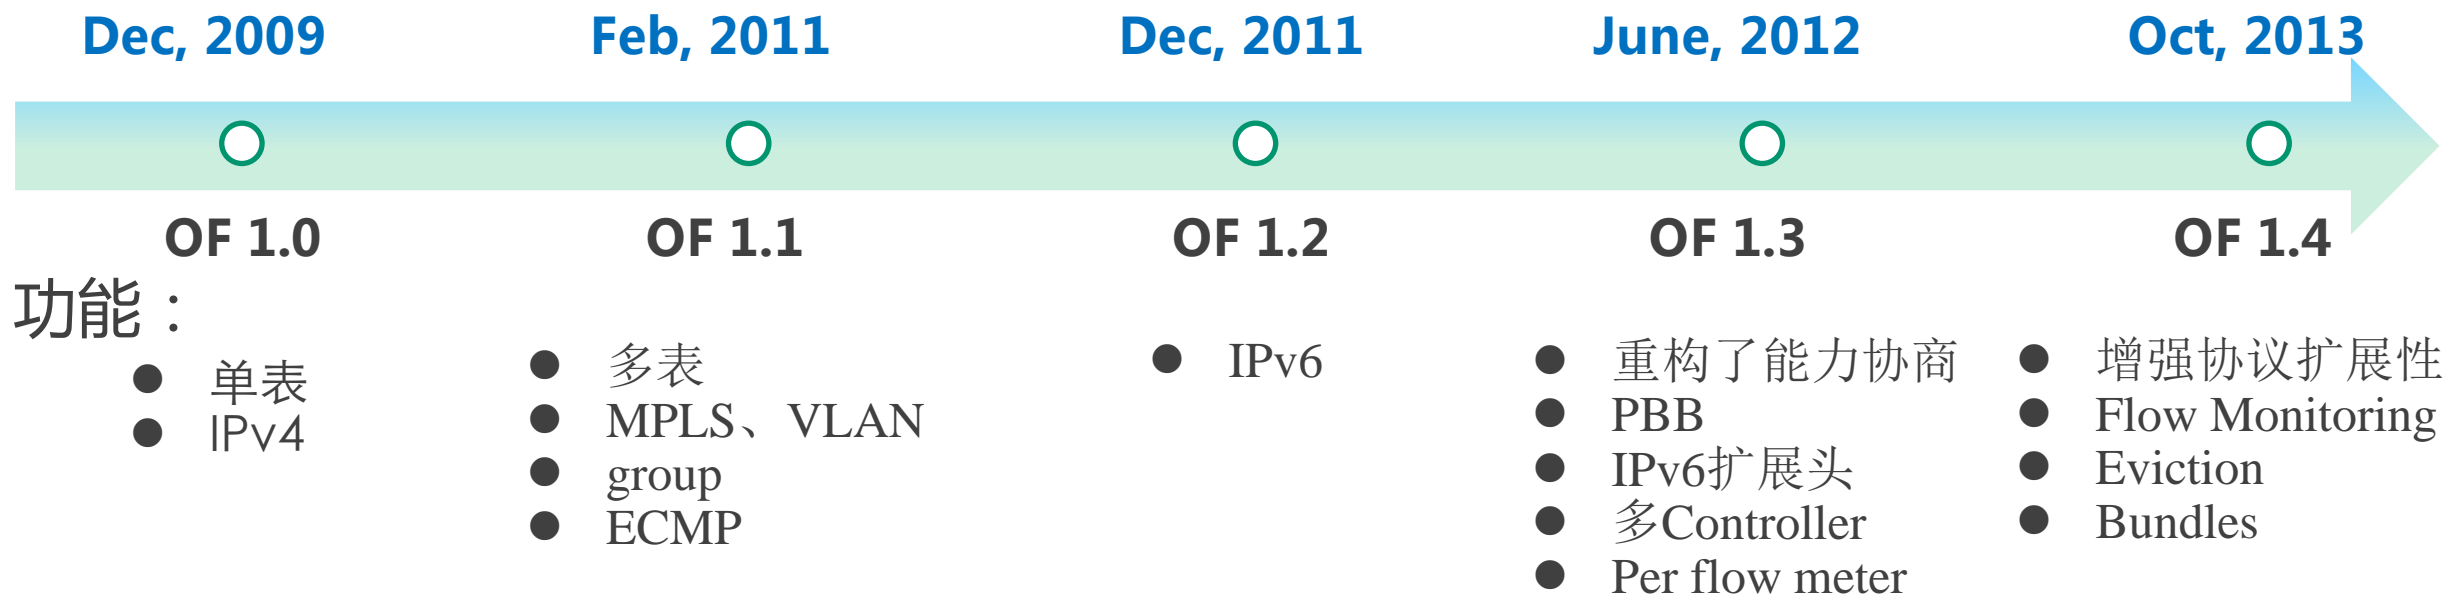 Dec, 2009
Feb, 2011
Dec, 2011
June, 2012
Oct, 2013
OF 1.0
OF 1.1
OF 1.2
OF 1.3
OF 1.4
功能：
● 单表
● IPv4
● 多表
● MPLS、VLAN
● group
● ECMP
● IPv6
● 重构了能力协商
● PBB
● IPv6扩展头
● 多Controller
● Per flow meter
● 增强协议扩展性
● Flow Monitoring
● Eviction
● Bundles